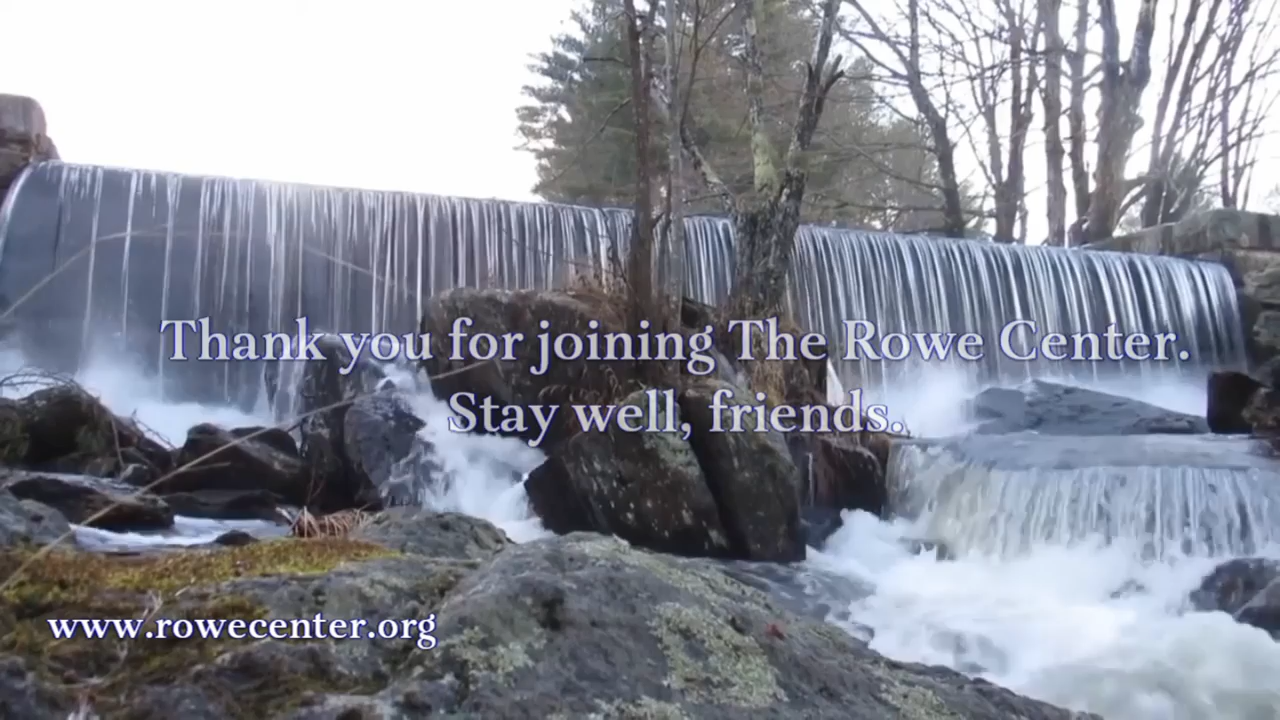 Thank you for joining The Rowe Center.
Stay well, friends.
www.rowecenter.org